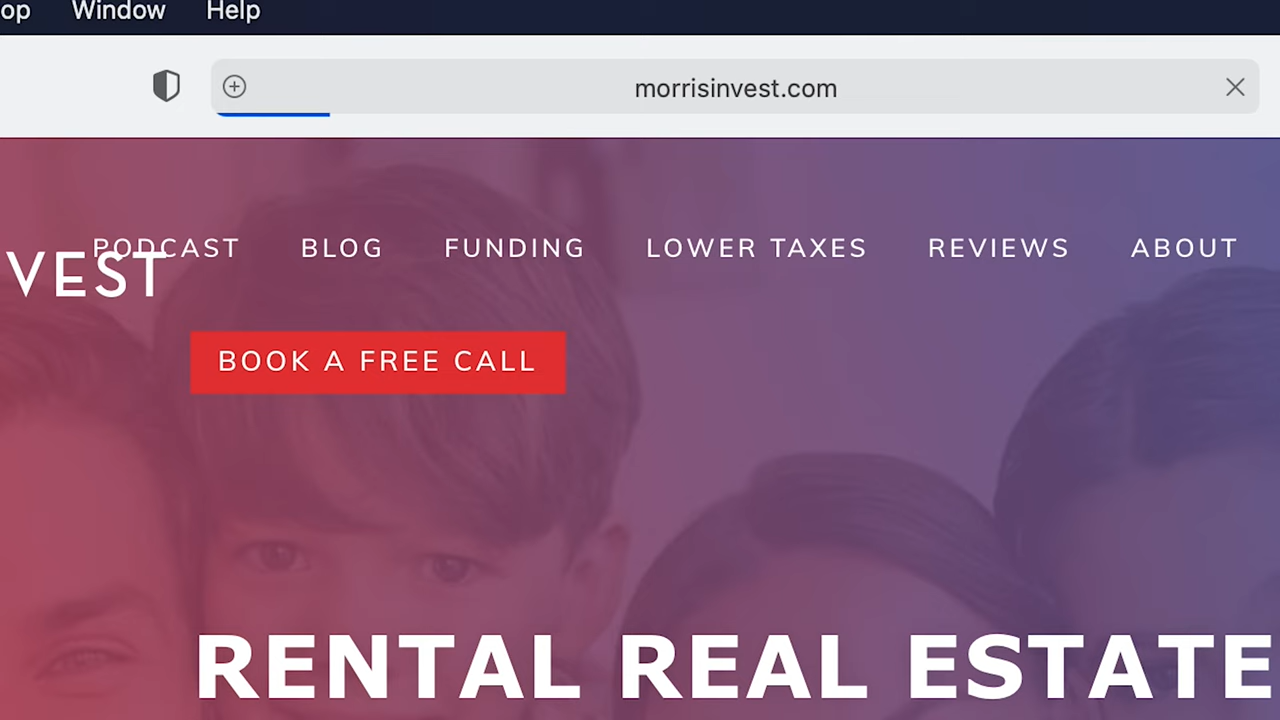 op Window Help
morrisinvest.com
PODCAST BLOG FUNDING LOWER TAXES REVIEWS ABOUT
VEST
BOOK A FREE CALL
RENTAL REAL ESTATE